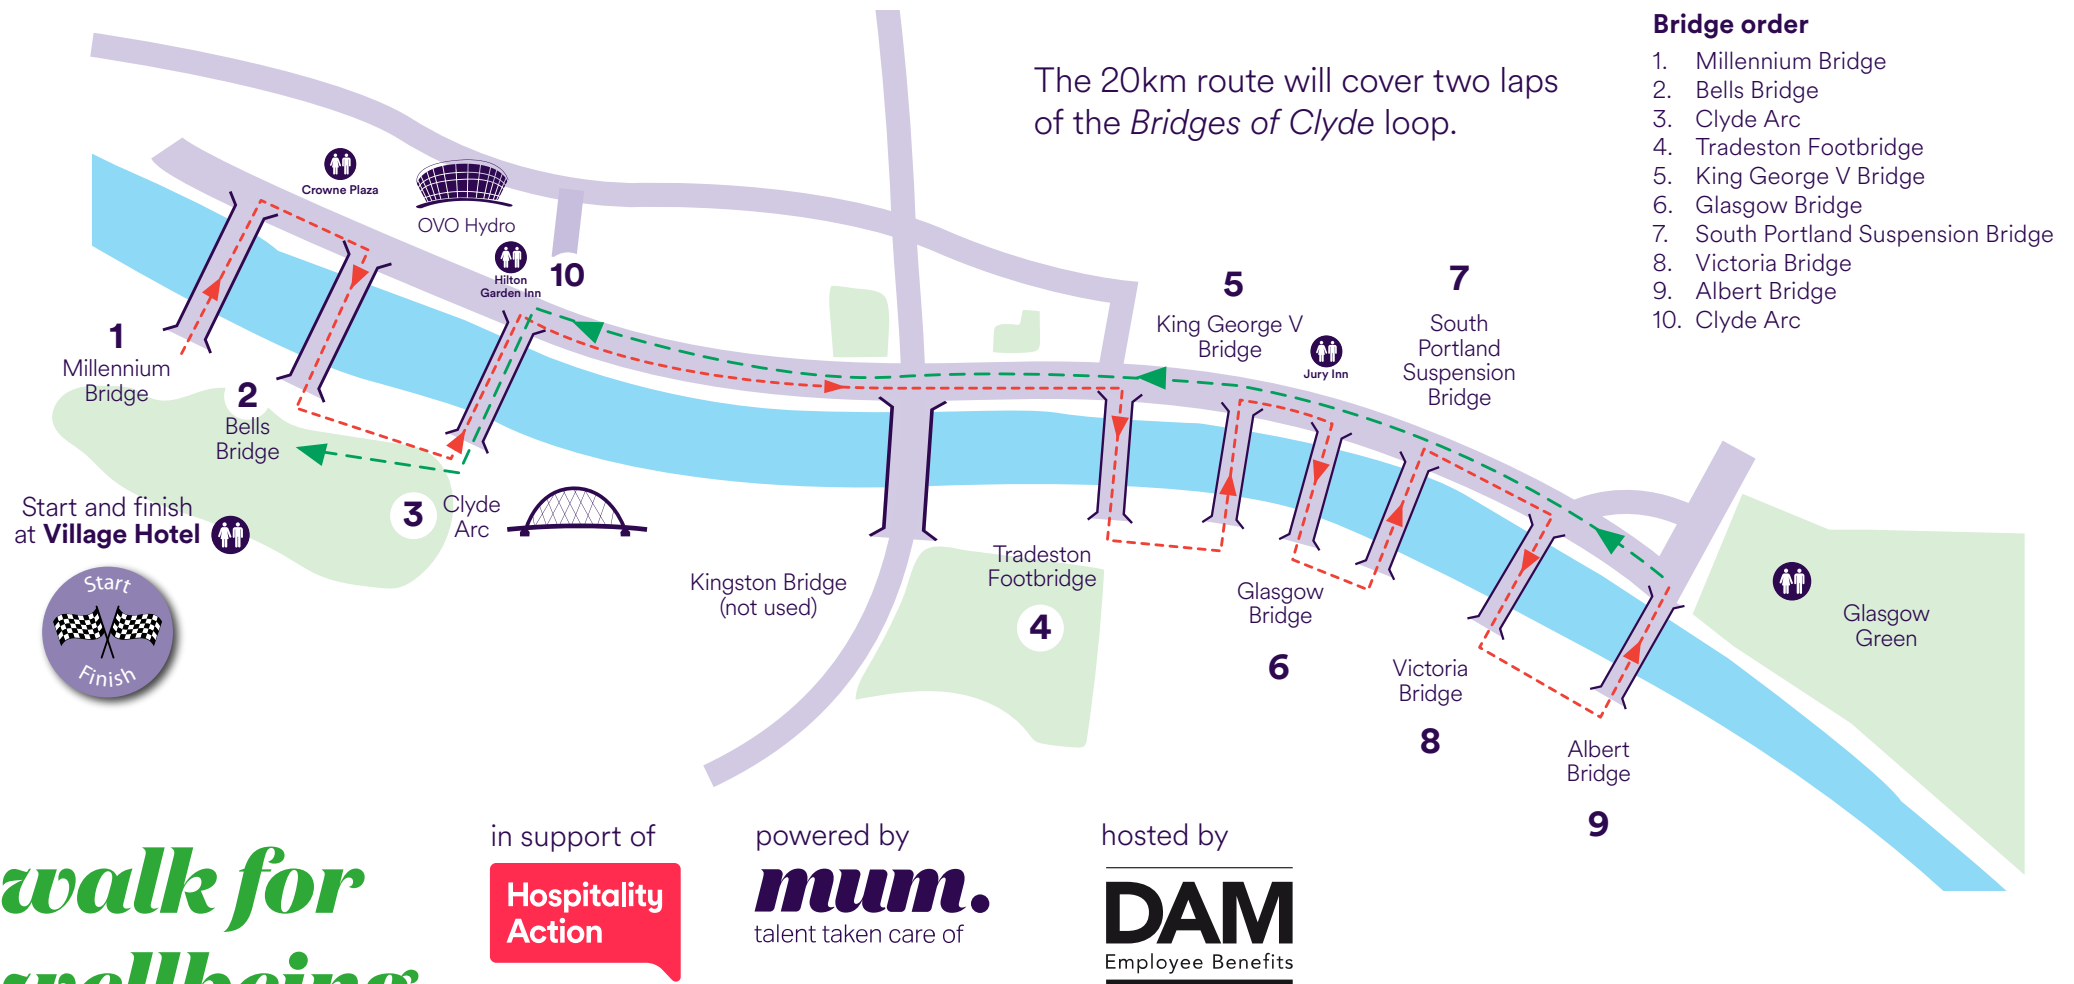 Bridge order
1. Millennium Bridge
2. Bells Bridge
3. Clyde Arc
4. Tradeston Footbridge
5. King George V Bridge
6. Glasgow Bridge
7. South Portland Suspension Bridge
8. Victoria Bridge
9. Albert Bridge
10. Clyde Arc
The 20km route will cover two laps
of the Bridges of Clyde loop.
Crowne Plaza
OVO Hydro
Hilton
Garden Inn
10
1
Millennium
Bridge
2
Bells
Bridge
3
Clyde
Arc
Start and finish
at Village Hotel
Start
Finish
Kingston Bridge
(not used)
Tradeston
Footbridge
4
5
King George V
Bridge
Jury Inn
7
South
Portland
Suspension
Bridge
Glasgow
Bridge
6
Victoria
Bridge
8
Albert
Bridge
9
Glasgow
Green
walk for
wellbeing
in support of
Hospitality
Action
powered by
mum.
talent taken care of
hosted by
DAM
Employee Benefits